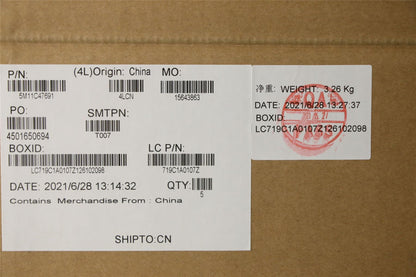 P/N: (4L)Origin: China MO:
5M11C47691 4LCN 15643863
PO: SMTPN:
4501650694 T007
BOXID: LC P/N:
LC719C1A0107Z126102098 719C1A0107Z
DATE: 2021/6/28 13:14:32 QTY:
5
Contains Merchandise From : China
SHIPTO:CN
净重: WEIGHT: 3.26 Kg
DATE: 2021/6/28 13:27:37
BOXID:
LC719C1A0107Z126102098